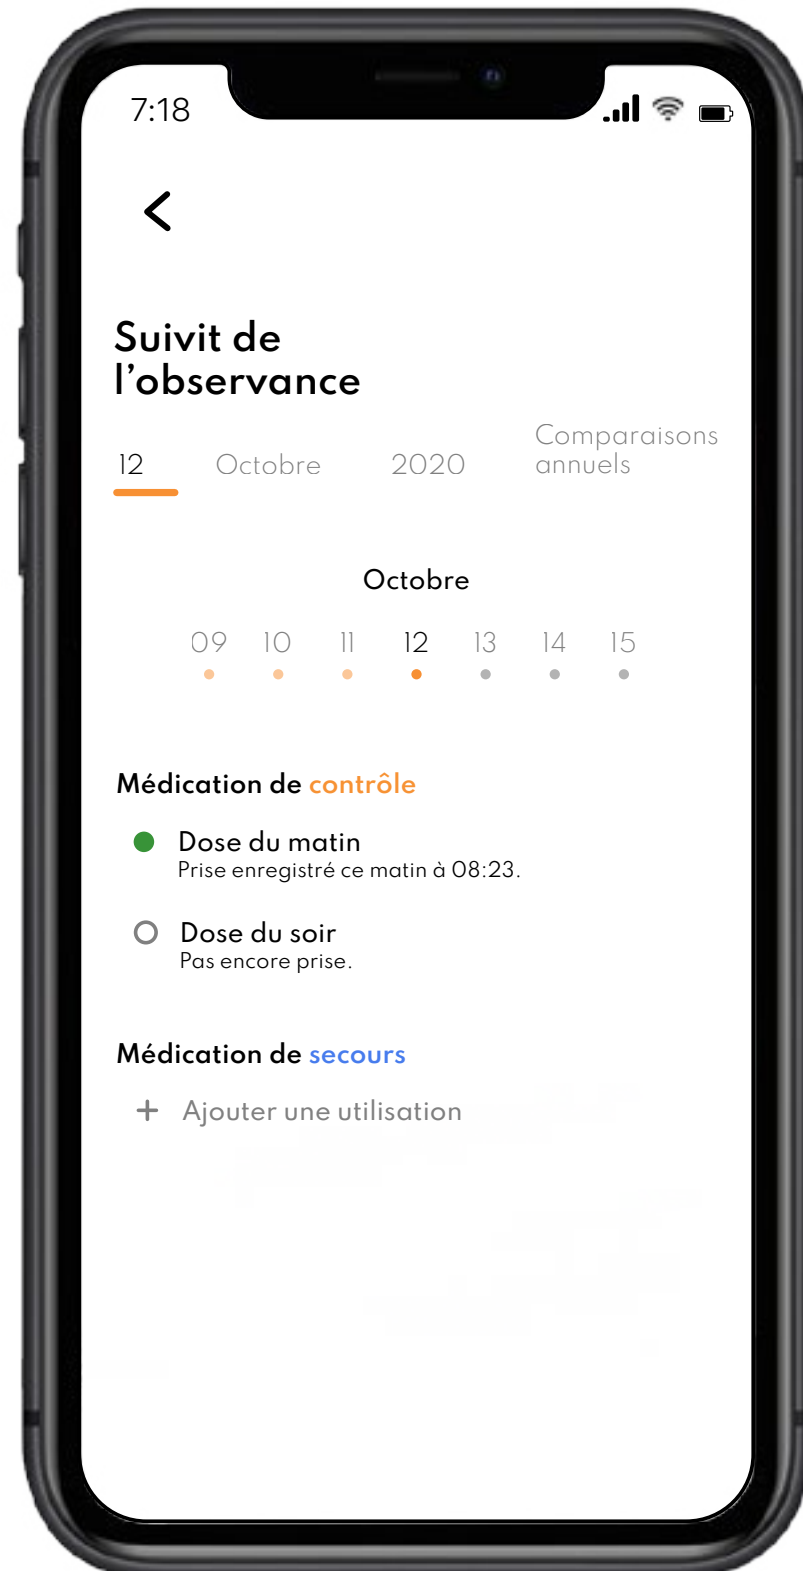 7:18
Suivit de
l’observance
12 Octobre 2020 Comparaisons
annuels
Octobre
09 10 11 12 13 14 15
Médication de contrôle
Dose du matin
Prise enregistré ce matin à 08:23.
Dose du soir
Pas encore prise.
Médication de secours
+ Ajouter une utilisation